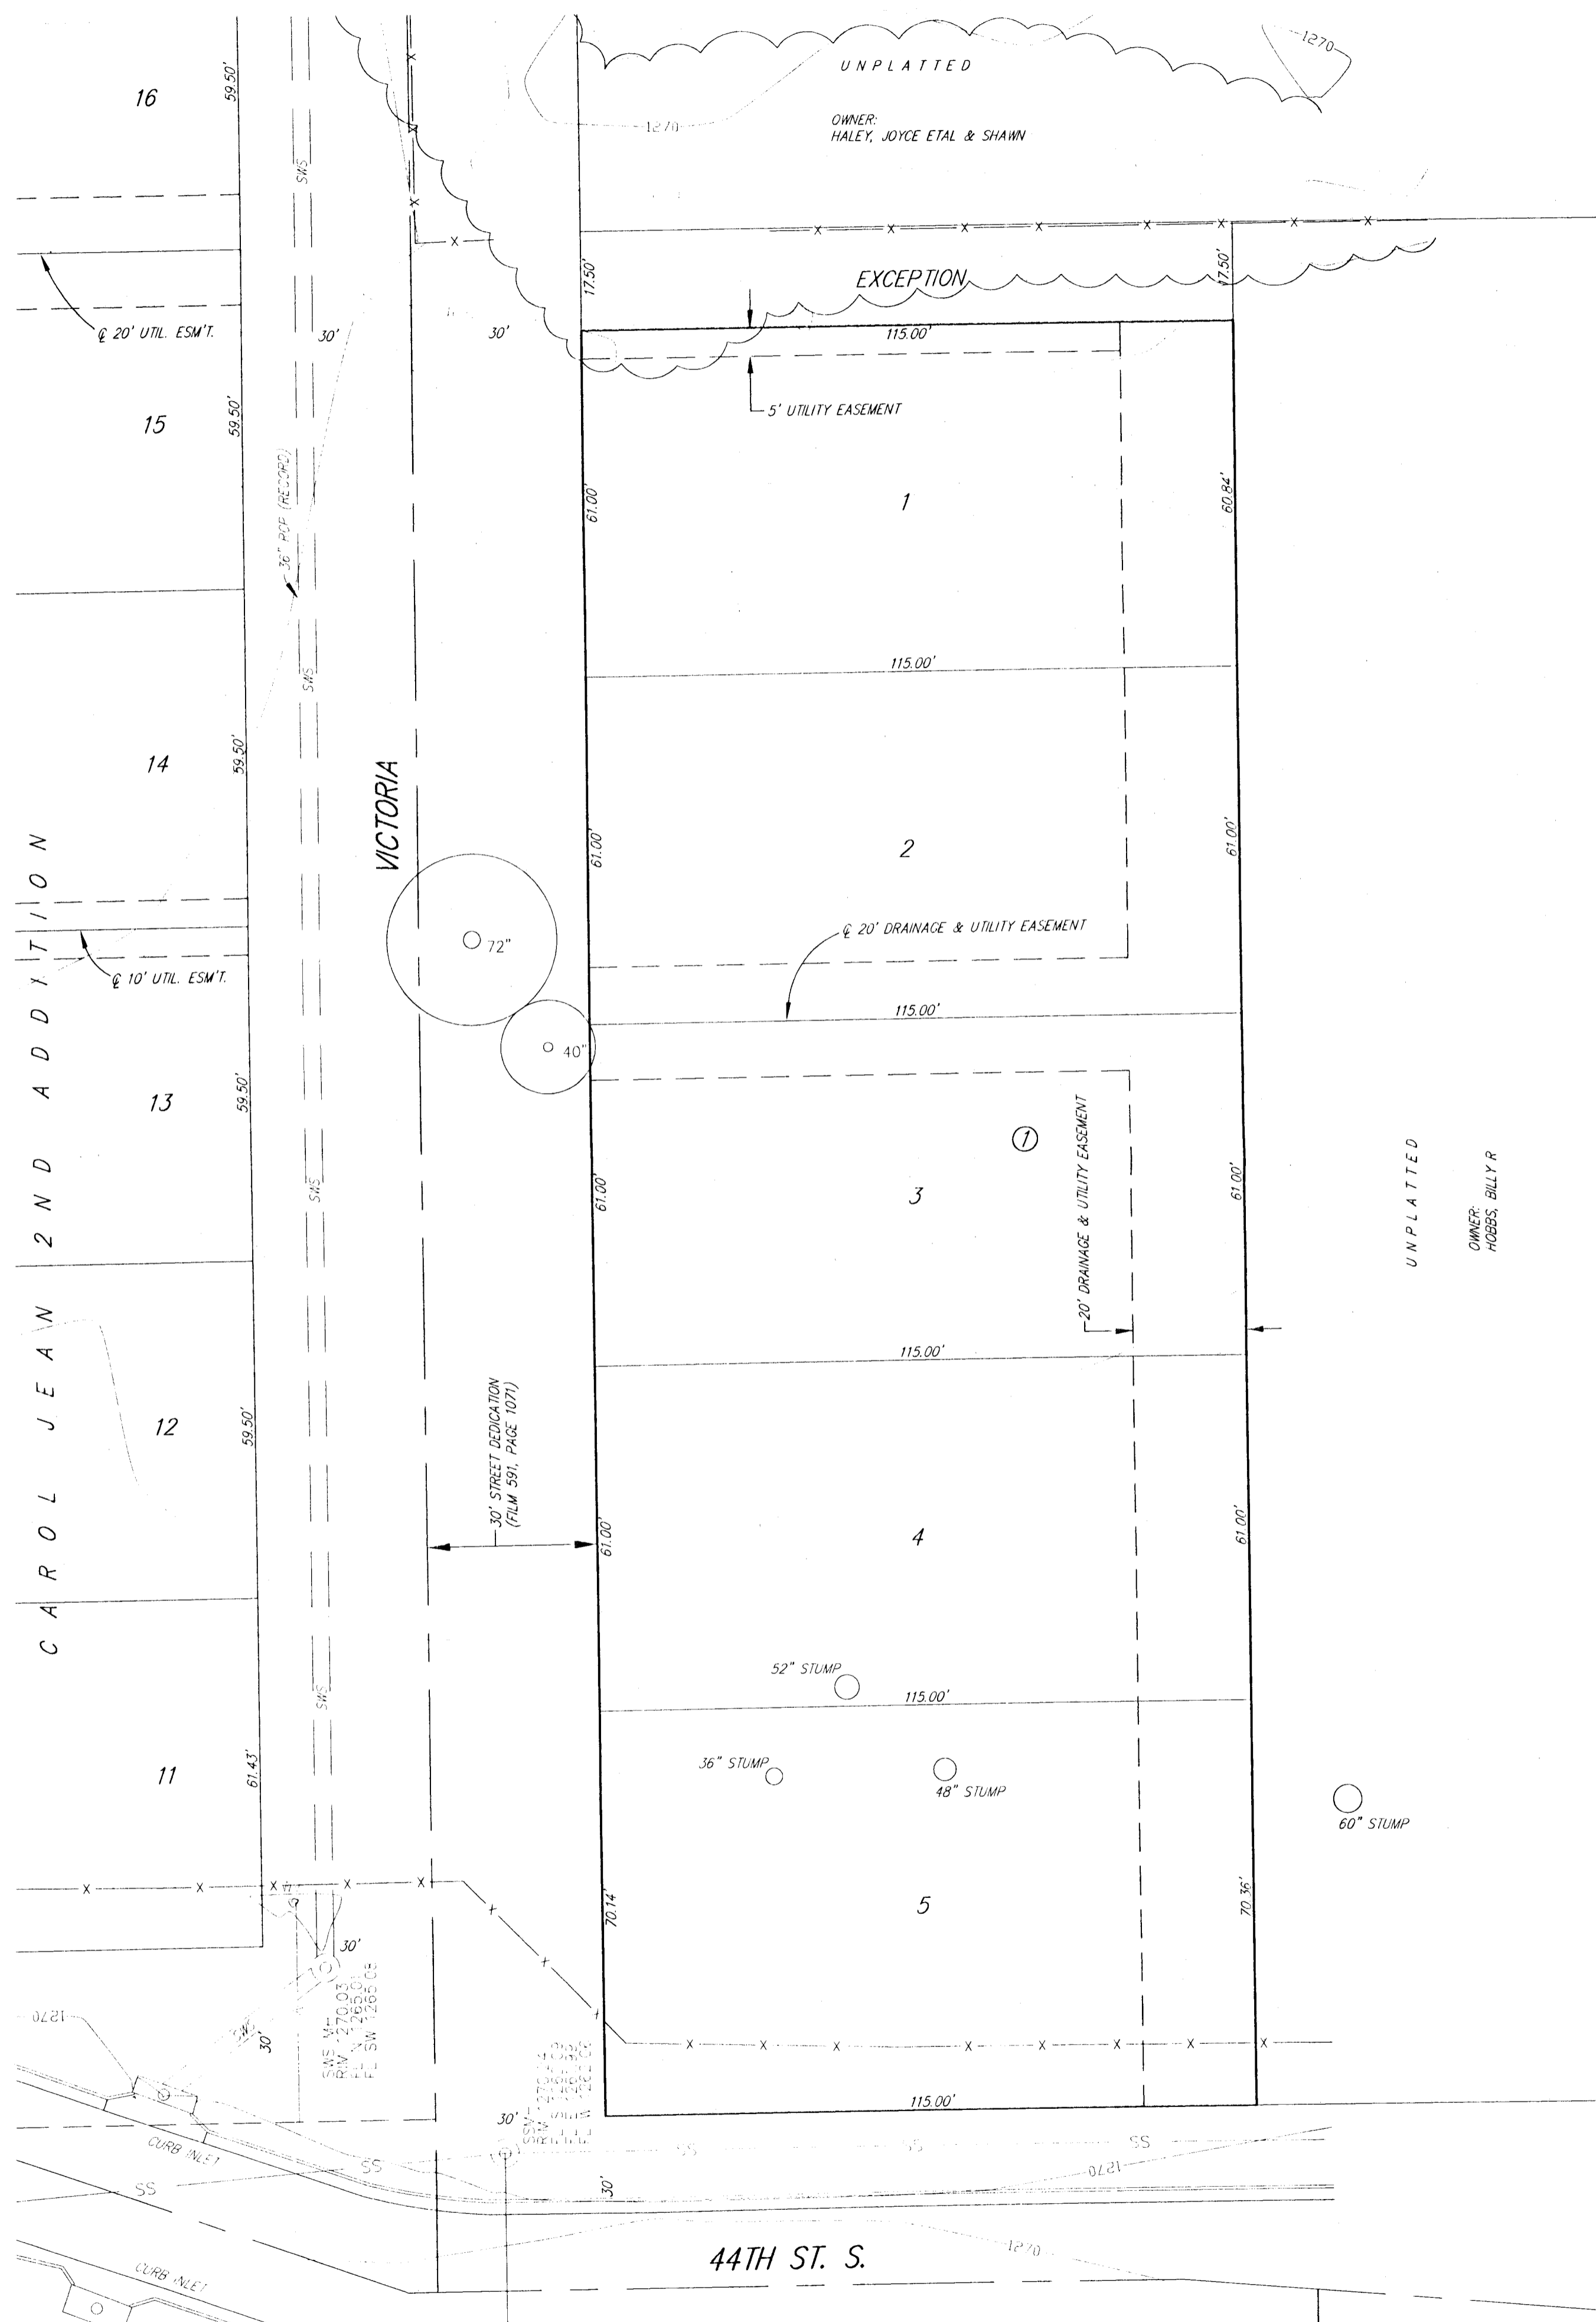 UNPLATTED
OWNER:
HALEY, JOYCE ETAL & SHAWN
1270
1270
16
59.50'
SWS
17.50'
17.50'
EXCEPTION
℄ 20' UTIL. ESM'T.
30'
30'
115.00'
5' UTILITY EASEMENT
15
59.50'
36" RCP (RECORD)
61.00'
1
60.84'
115.00'
SWS
14
59.50'
VICTORIA
61.00'
2
61.00'
℄ 20' DRAINAGE & UTILITY EASEMENT
72"
℄ 10' UTIL. ESM'T.
115.00'
40"
13
59.50'
1
20' DRAINAGE & UTILITY EASEMENT
SWS
61.00'
3
61.00'
UNPLATTED
OWNER:
HOBBS, BILLY R
CAROL JEAN 2ND ADDITION
115.00'
12
59.50'
30' STREET DEDICATION
(FILM 591, PAGE 1071)
61.00'
4
61.00'
52" STUMP
115.00'
SWS
36" STUMP
48" STUMP
60" STUMP
11
61.43'
70.14'
5
70.36'
30'
1270
30'
115.00'
30'
CURB INLET
SS
SS
SS
SS
SS
1270
30'
44TH ST. S.
1270
CURB INLET